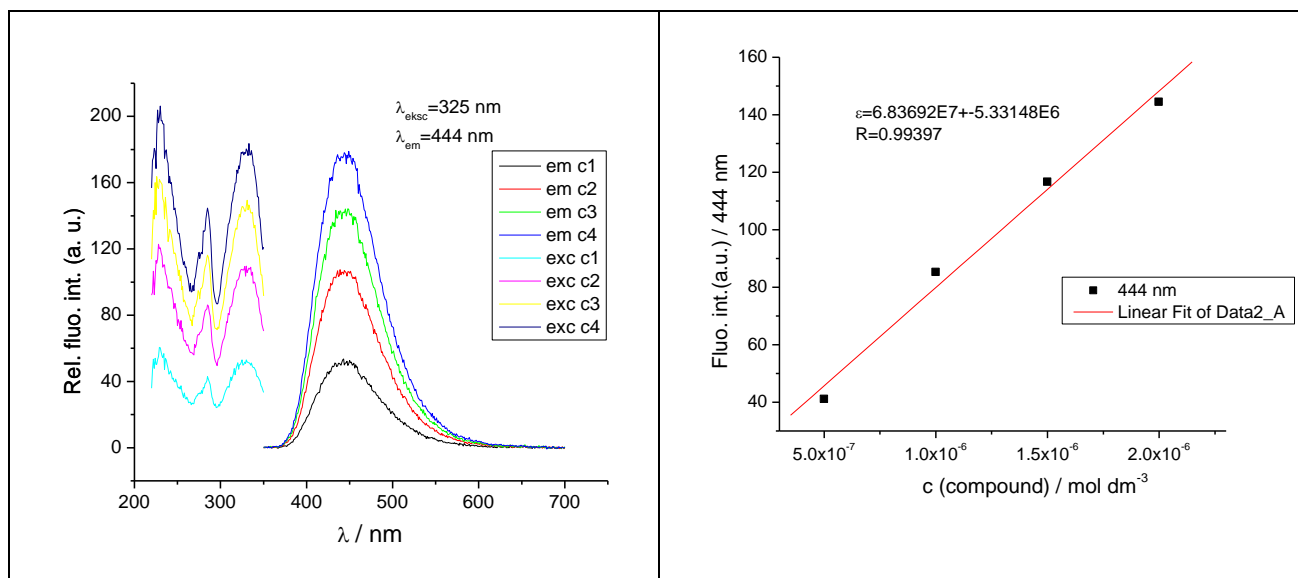 λeksc=325 nm
λem=444 nm
em c1
em c2
em c3
em c4
exc c1
exc c2
exc c3
exc c4
Rel. fluo. int. (a. u.)
200
160
120
80
40
0
200 300 400 500 600 700
λ / nm
ε=6.83692E7+-5.33148E6
R=0.99397
444 nm
Linear Fit of Data2_A
Fluo. int.(a.u.) / 444 nm
160
140
120
100
80
60
40
5.0x10⁻⁷ 1.0x10⁻⁶ 1.5x10⁻⁶ 2.0x10⁻⁶
c (compound) / mol dm⁻³